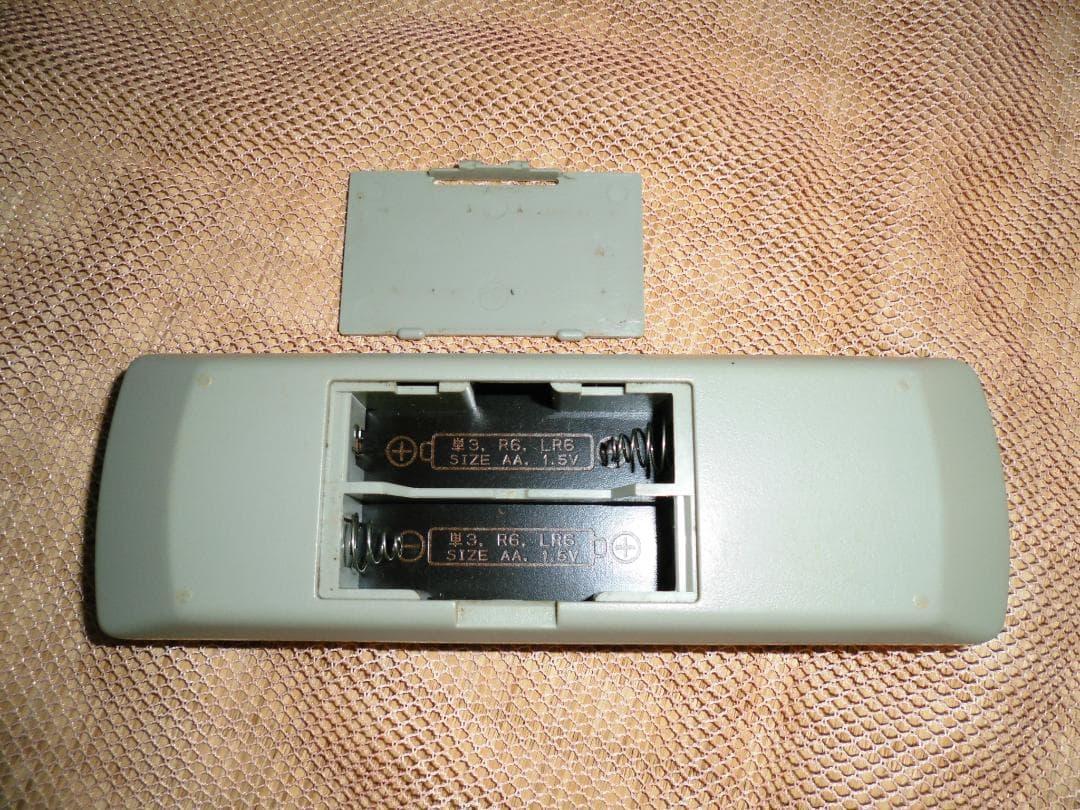 単3, R6, LR6
SIZE AA, 1.5V
単3, R6, LR6
SIZE AA, 1.5V